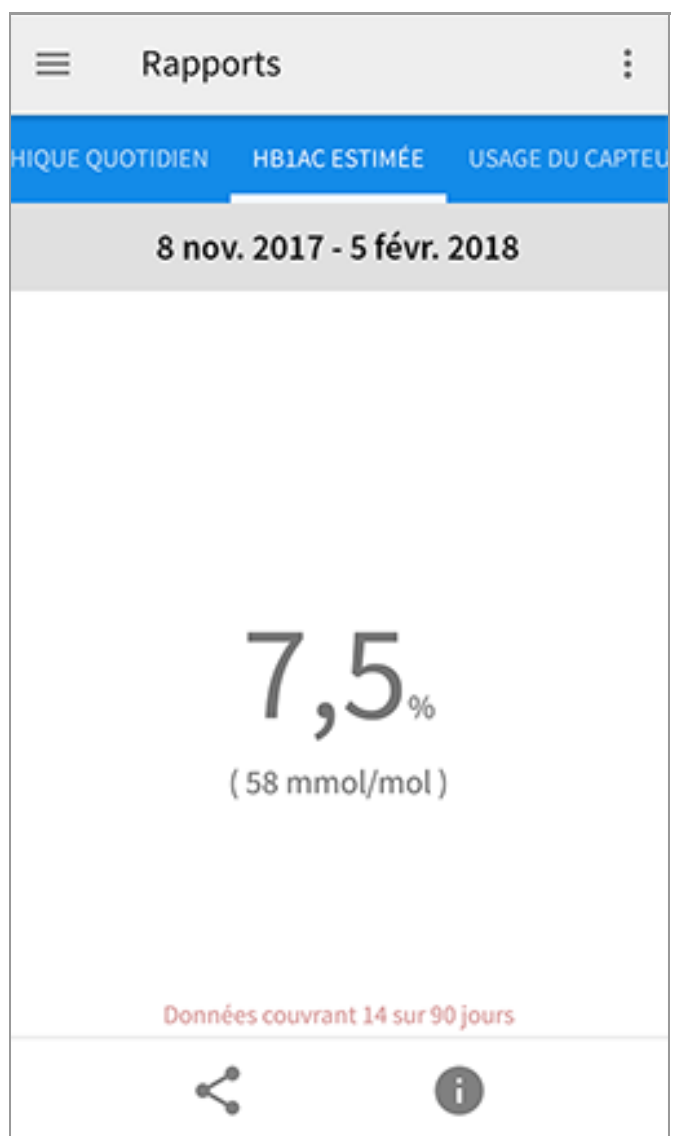 Rapports
HIQUE QUOTIDIEN HB1AC ESTIMÉE USAGE DU CAPTEU
8 nov. 2017 - 5 févr. 2018
7,5 %
( 58 mmol/mol )
Données couvrant 14 sur 90 jours